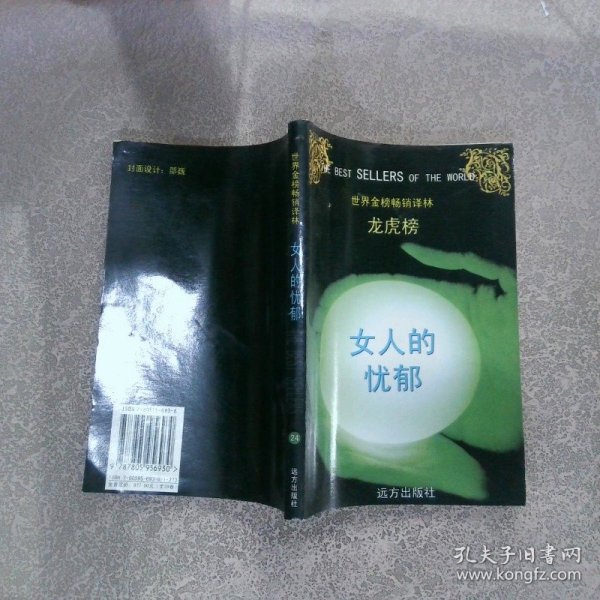 封面设计：邵巍
世界金榜畅销译林
女人的忧郁
24
远方出版社
THE BEST SELLERS OF THE WORLD
世界金榜畅销译林
龙虎榜
女人的
忧郁
远方出版社
9 787805 956930 >
孔夫子旧书网
www.kongfz.com